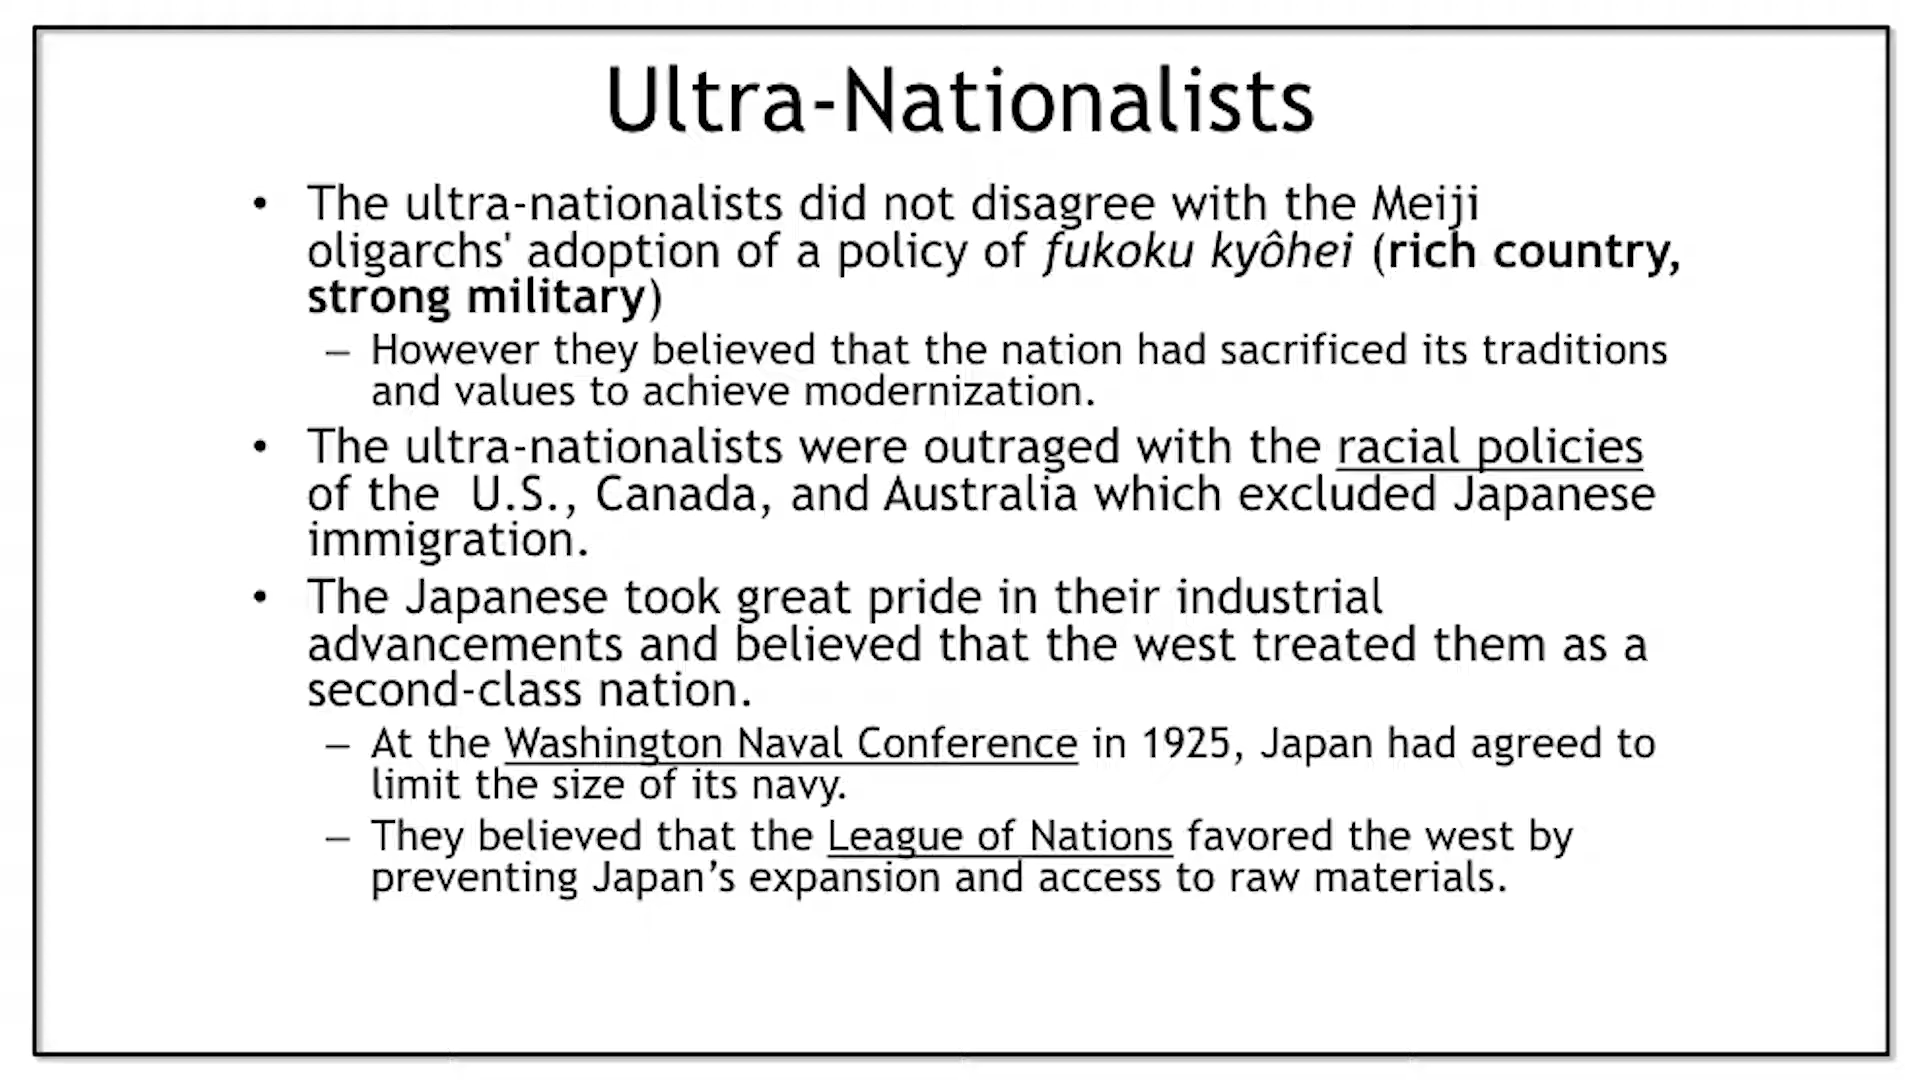 Ultra-Nationalists
• The ultra-nationalists did not disagree with the Meiji
oligarchs' adoption of a policy of fukoku kyôhei (rich country,
strong military)
– However they believed that the nation had sacrificed its traditions
and values to achieve modernization.
• The ultra-nationalists were outraged with the racial policies
of the  U.S., Canada, and Australia which excluded Japanese
immigration.
• The Japanese took great pride in their industrial
advancements and believed that the west treated them as a
second-class nation.
– At the Washington Naval Conference in 1925, Japan had agreed to
limit the size of its navy.
– They believed that the League of Nations favored the west by
preventing Japan’s expansion and access to raw materials.